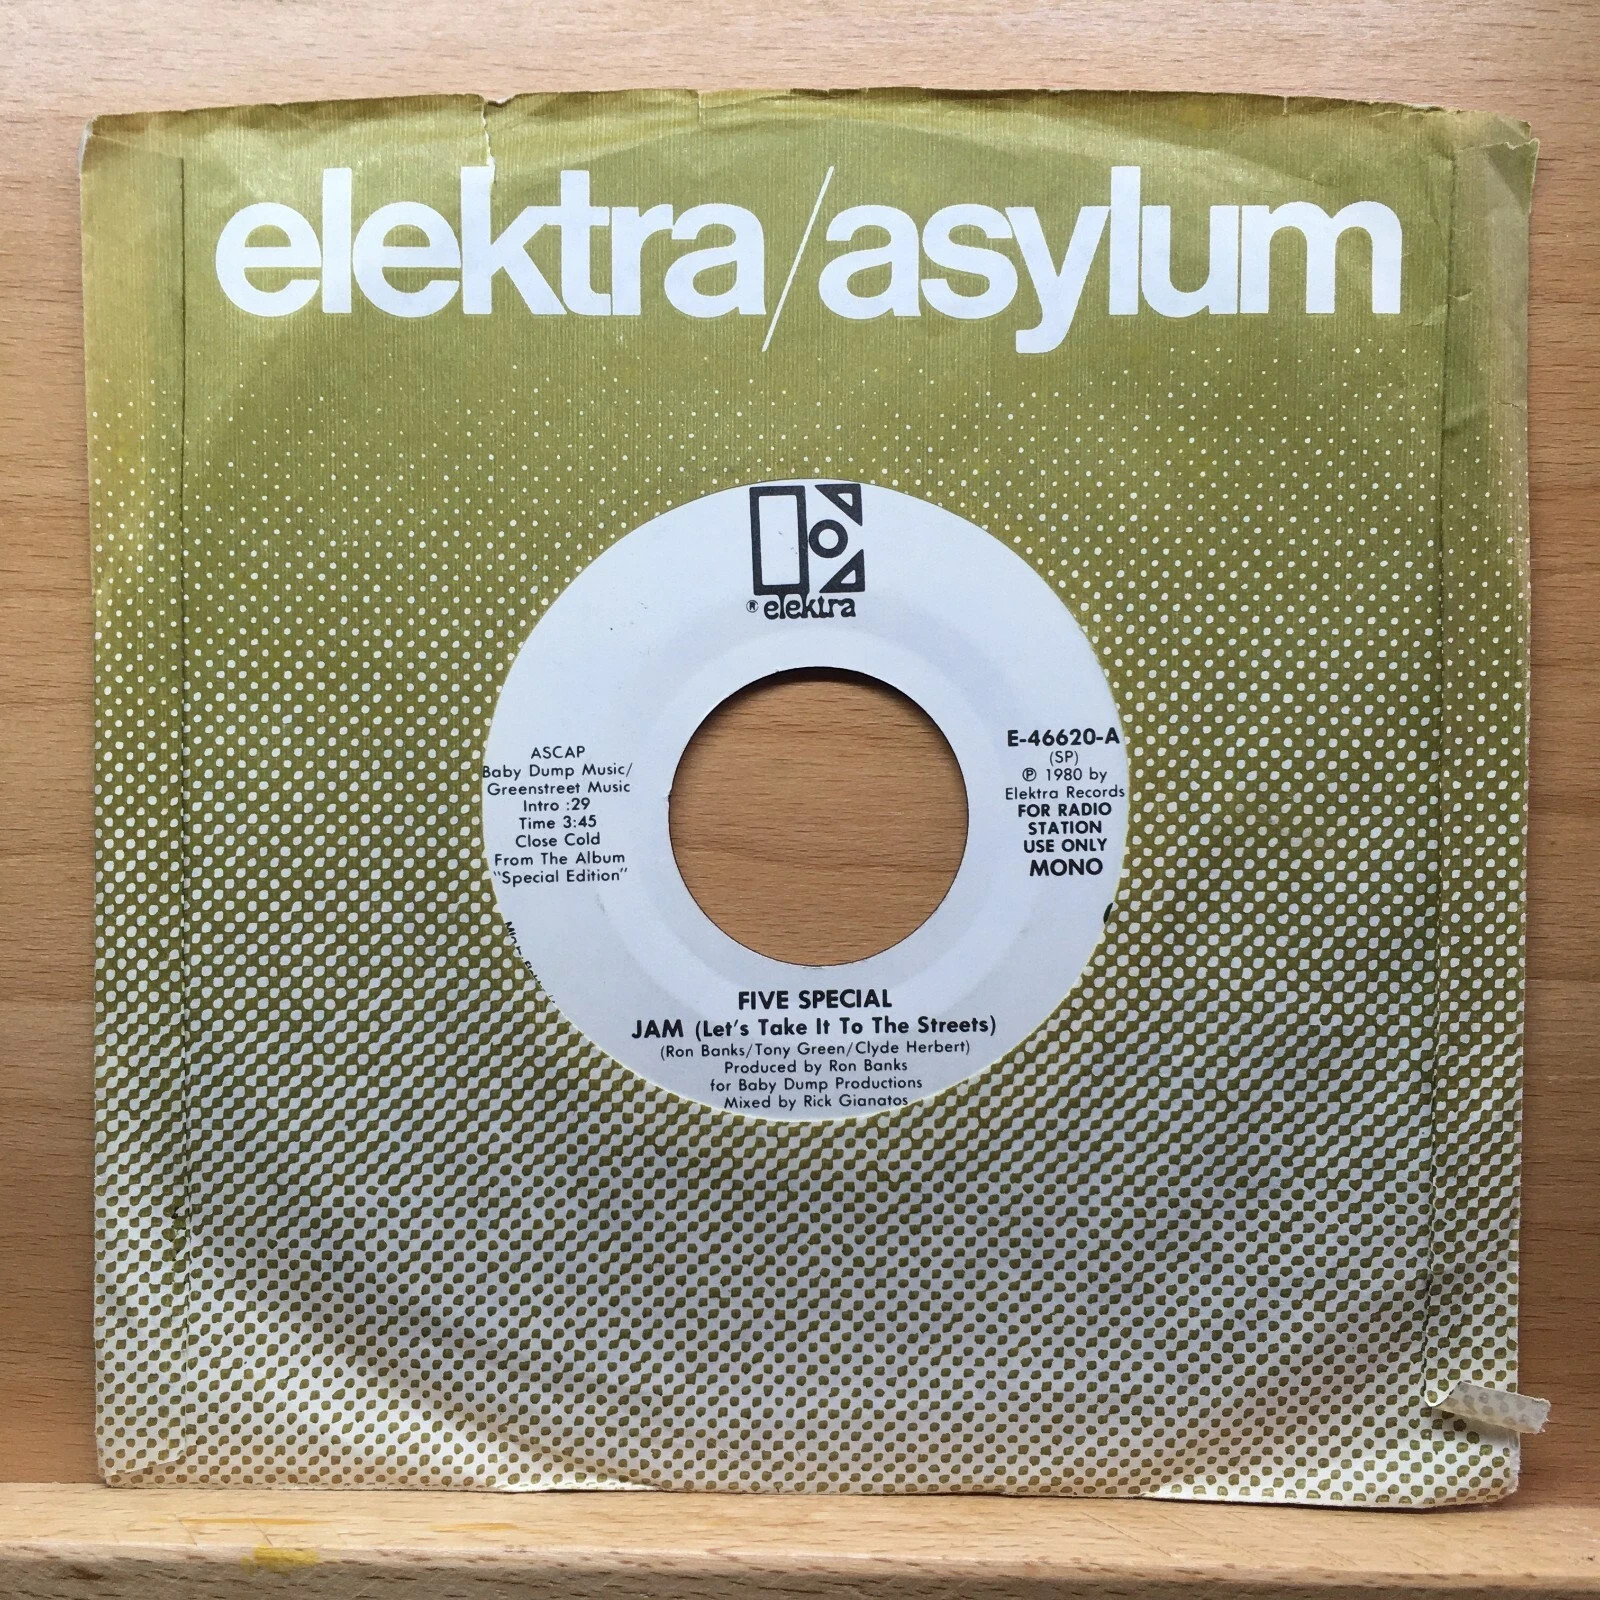 elektra/asylum
® elektra
ASCAP
Baby Dump Music/
Greenstreet Music
Intro :29
Time 3:45
Close Cold
From The Album
"Special Edition"
E-46620-A
(SP)
℗ 1980 by
Elektra Records
FOR RADIO
STATION
USE ONLY
MONO
FIVE SPECIAL
JAM (Let's Take It To The Streets)
(Ron Banks/Tony Green/Clyde Herbert)
Produced by Ron Banks
for Baby Dump Productions
Mixed by Rick Gianatos